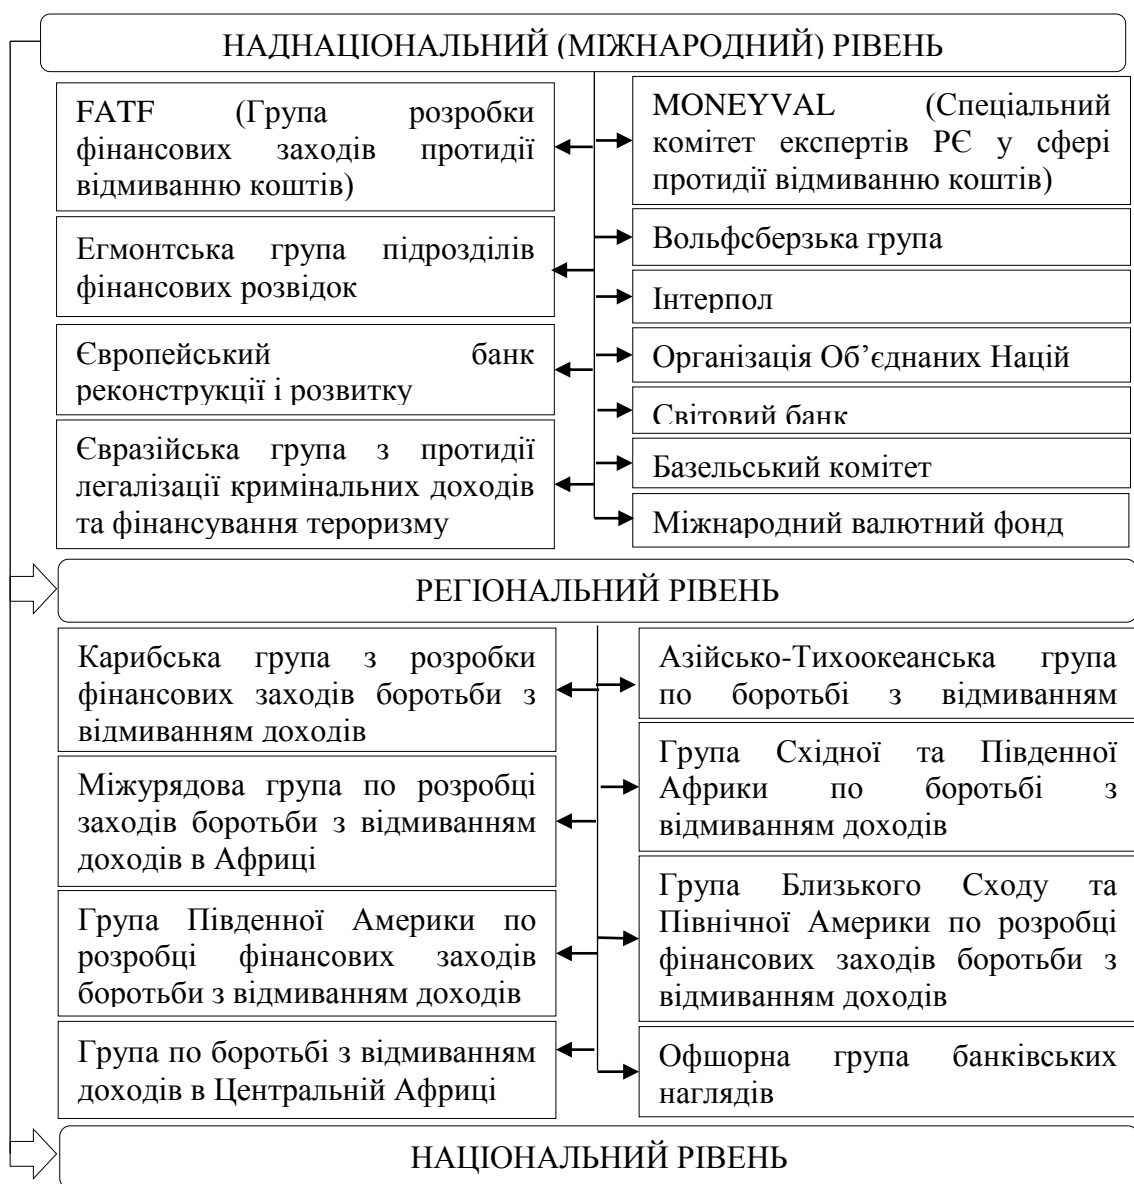 НАДНАЦІОНАЛЬНИЙ (МІЖНАРОДНИЙ) РІВЕНЬ
FATF (Група розробки
фінансових заходів протидії
відмиванню коштів)
Егмонтська група підрозділів
фінансових розвідок
Європейський банк
реконструкції і розвитку
Євразійська група з протидії
легалізації кримінальних доходів
та фінансування тероризму
MONEYVAL (Спеціальний
комітет експертів РЄ у сфері
протидії відмиванню коштів)
Вольфсберзька група
Інтерпол
Організація Об’єднаних Націй
Світовий банк
Базельський комітет
Міжнародний валютний фонд
РЕГІОНАЛЬНИЙ РІВЕНЬ
Карибська група з розробки
фінансових заходів боротьби з
відмиванням доходів
Міжурядова група по розробці
заходів боротьби з відмиванням
доходів в Африці
Група Південної Америки по
розробці фінансових заходів
боротьби з відмиванням доходів
Група по боротьбі з відмиванням
доходів в Центральній Африці
Азійсько-Тихоокеанська група
по боротьбі з відмиванням
Група Східної та Південної
Африки по боротьбі з
відмиванням доходів
Група Близького Сходу та
Північної Америки по розробці
фінансових заходів боротьби з
відмиванням доходів
Офшорна група банківських
наглядів
НАЦІОНАЛЬНИЙ РІВЕНЬ